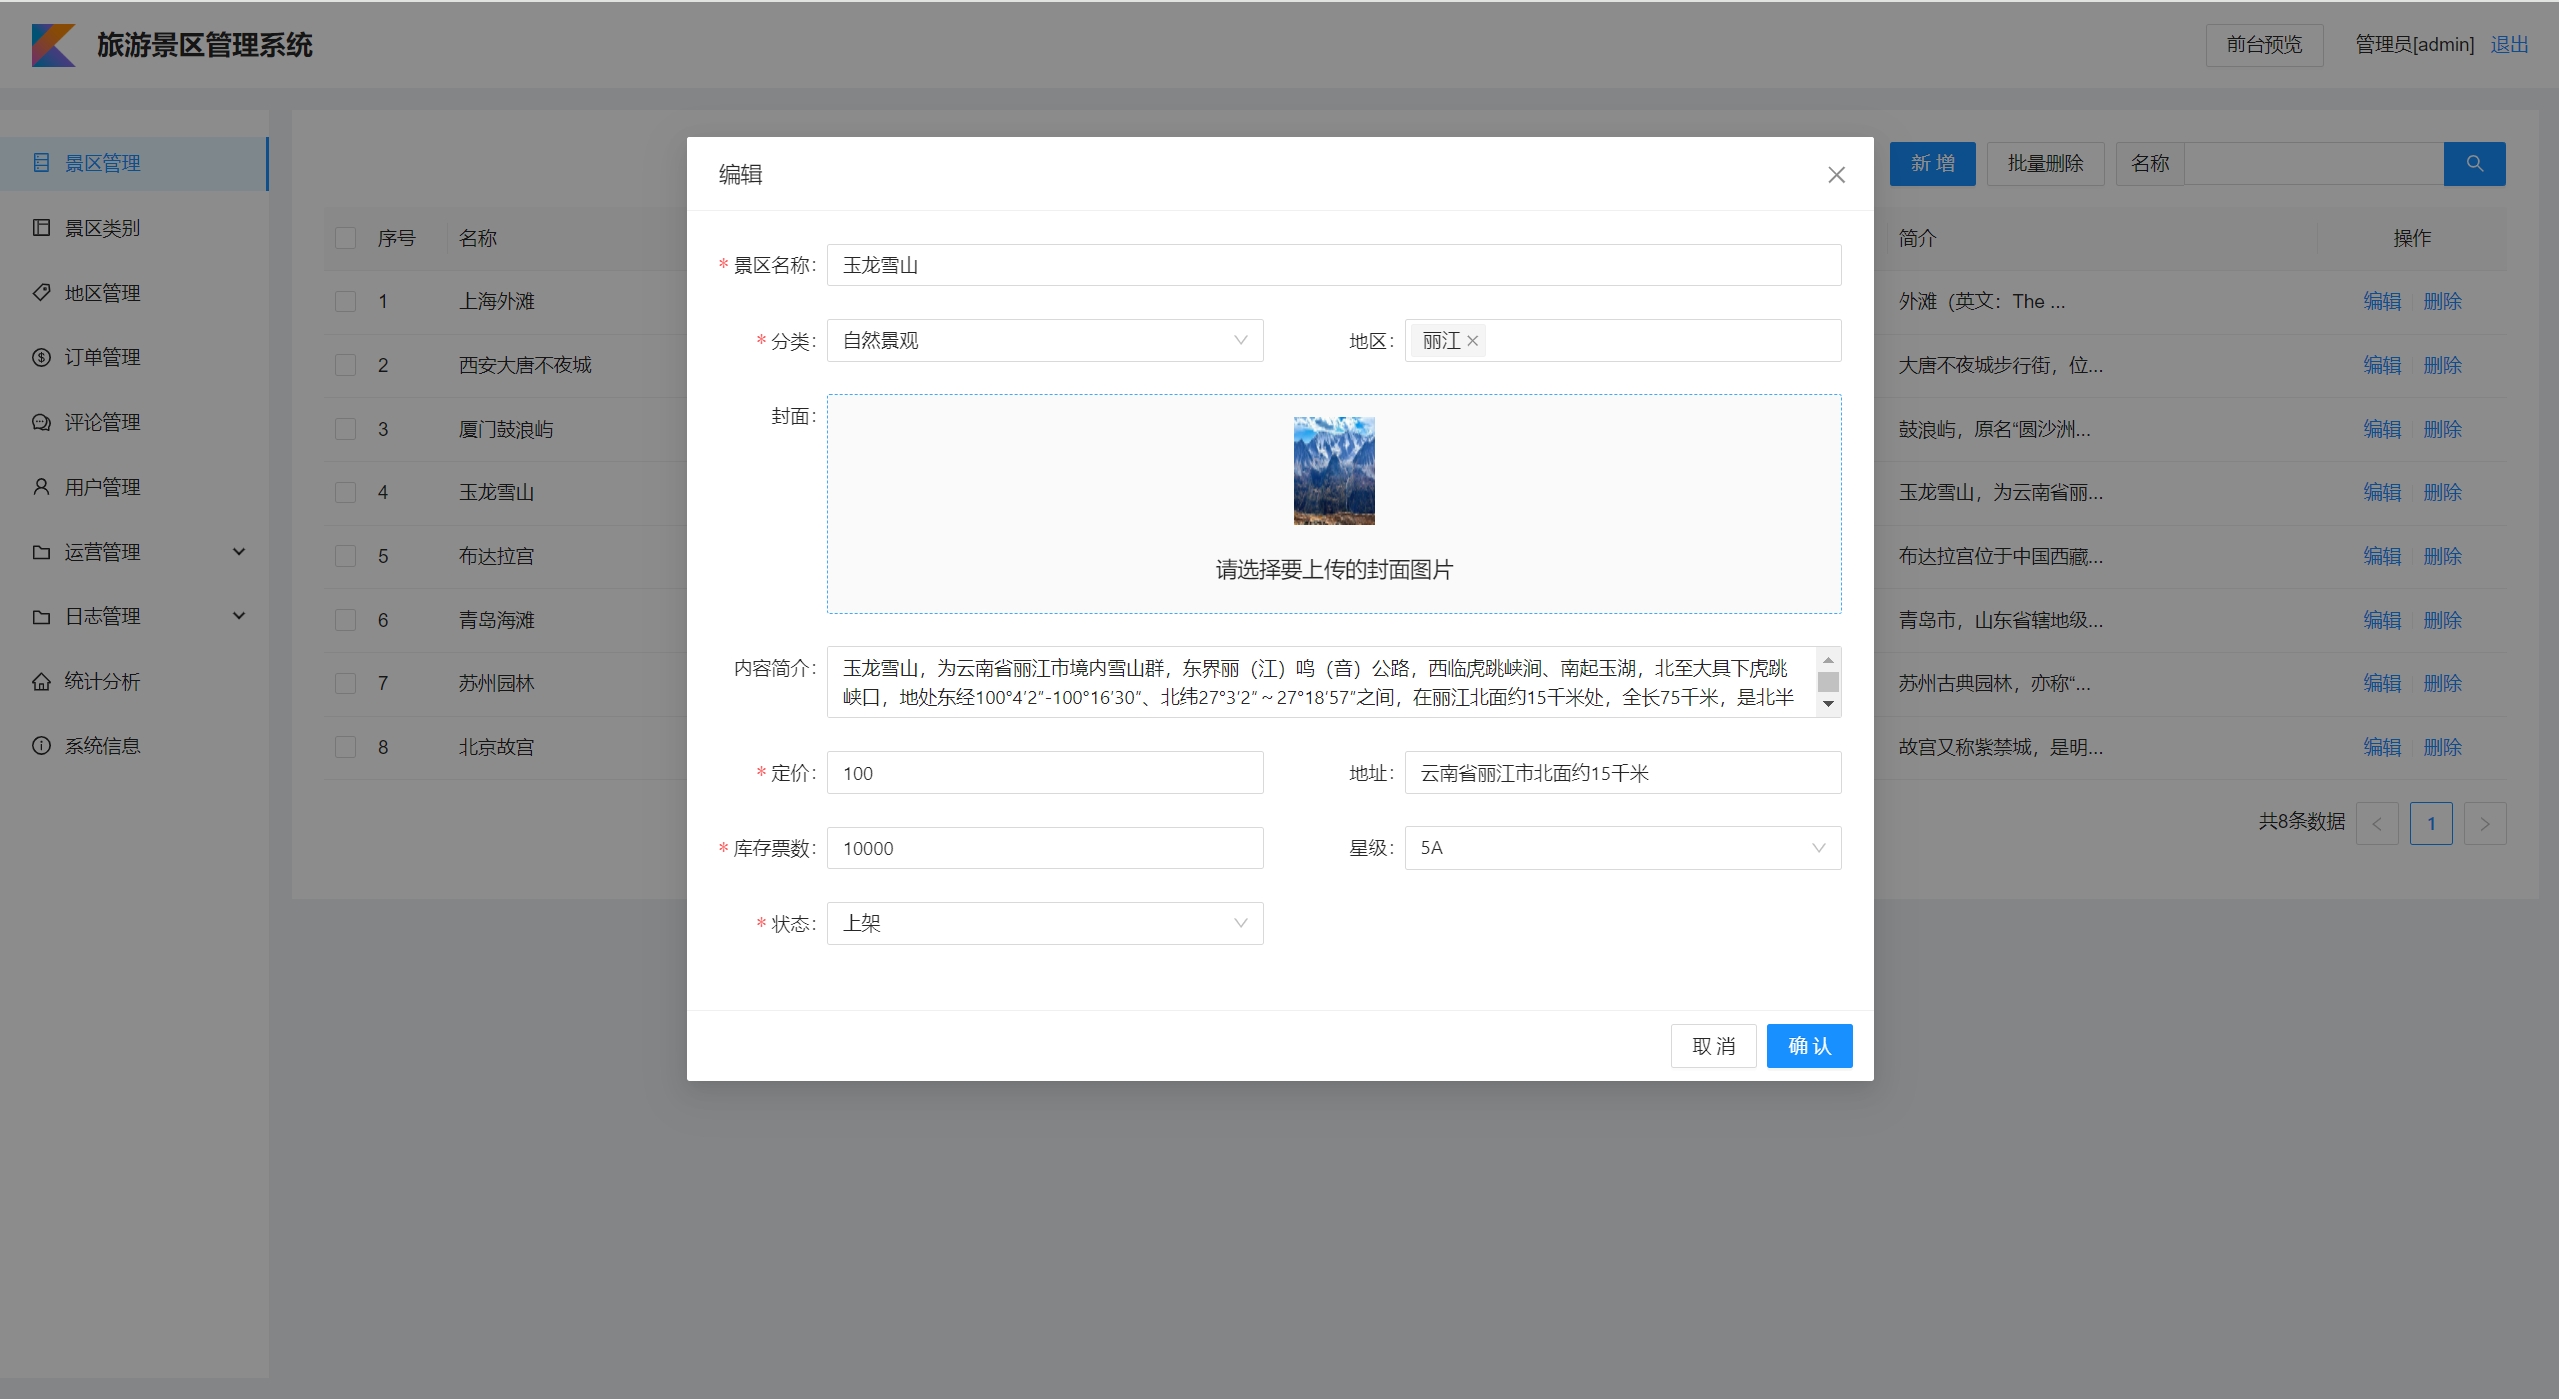 旅游景区管理系统
前台预览 管理员[admin] 退出
景区管理
景区类别
地区管理
订单管理
评论管理
用户管理
运营管理
日志管理
统计分析
系统信息
新 增 批量删除 名称
序号 名称 简介 操作
1 上海外滩 外滩（英文：The ... 编辑 删除
2 西安大唐不夜城 大唐不夜城步行街，位... 编辑 删除
3 厦门鼓浪屿 鼓浪屿，原名“圆沙洲... 编辑 删除
4 玉龙雪山 玉龙雪山，为云南省丽... 编辑 删除
5 布达拉宫 布达拉宫位于中国西藏... 编辑 删除
6 青岛海滩 青岛市，山东省辖地级... 编辑 删除
7 苏州园林 苏州古典园林，亦称“... 编辑 删除
8 北京故宫 故宫又称紫禁城，是明... 编辑 删除
共8条数据 < 1 >
编辑
* 景区名称: 玉龙雪山
* 分类: 自然景观 地区: 丽江
封面:
请选择要上传的封面图片
内容简介: 玉龙雪山，为云南省丽江市境内雪山群，东界丽（江）鸣（音）公路，西临虎跳峡涧、南起玉湖，北至大具下虎跳
峡口，地处东经100°4′2″-100°16′30″、北纬27°3′2″～27°18′57″之间，在丽江北面约15千米处，全长75千米，是北半
* 定价: 100 地址: 云南省丽江市北面约15千米
* 库存票数: 10000 星级: 5A
* 状态: 上架
取 消 确 认